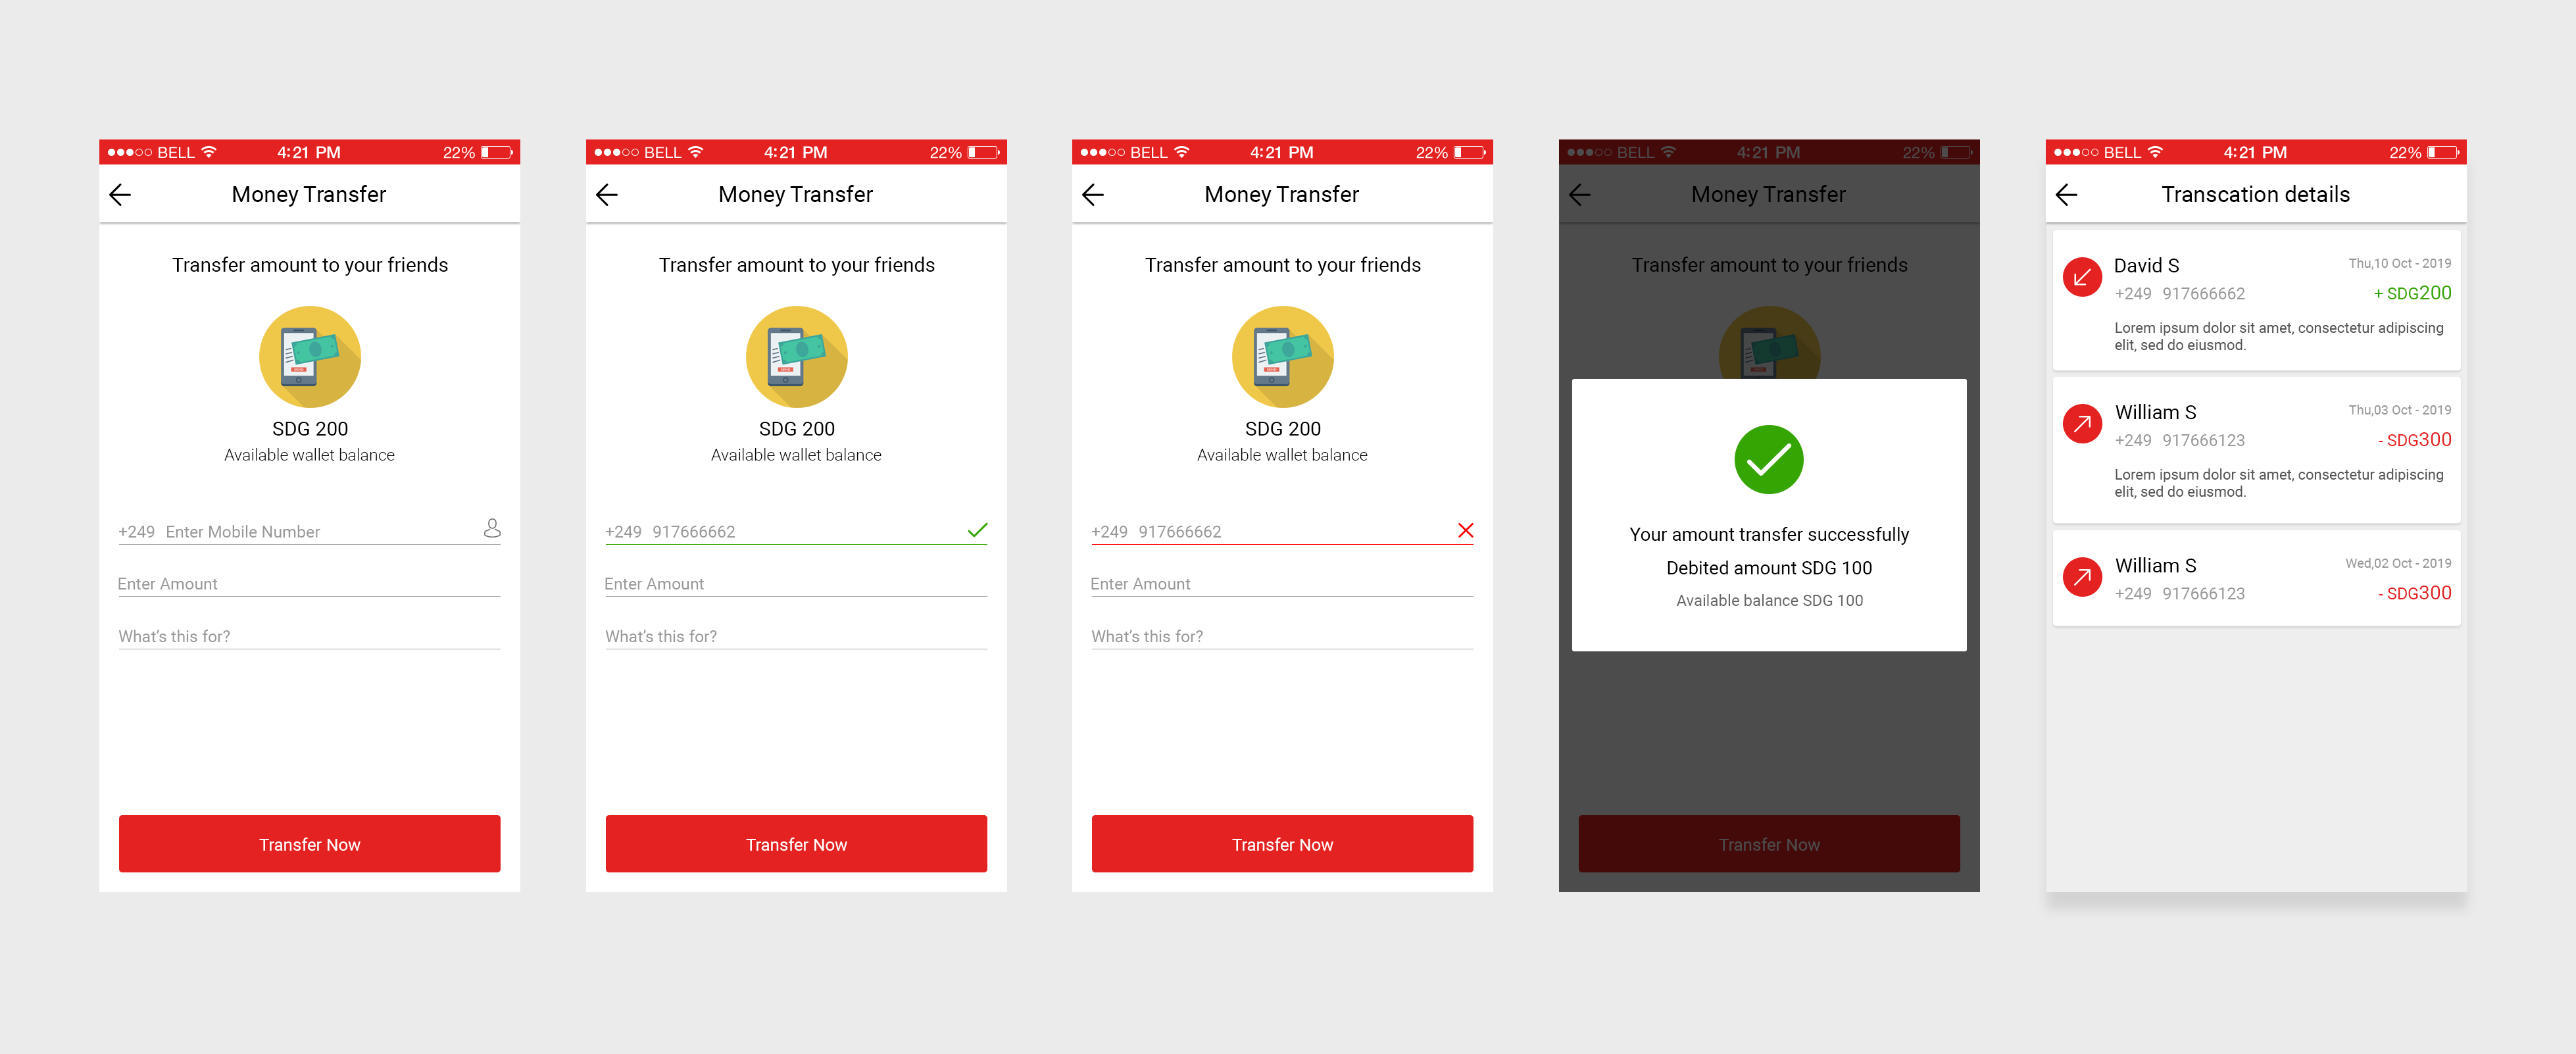 BELL 4:21 PM 22%
Money Transfer
Transfer amount to your friends
SDG 200
Available wallet balance
+249 Enter Mobile Number
Enter Amount
What's this for?
Transfer Now
BELL 4:21 PM 22%
Money Transfer
Transfer amount to your friends
SDG 200
Available wallet balance
+249 917666662
Enter Amount
What's this for?
Transfer Now
BELL 4:21 PM 22%
Money Transfer
Transfer amount to your friends
SDG 200
Available wallet balance
+249 917666662
Enter Amount
What's this for?
Transfer Now
BELL 4:21 PM 22%
Money Transfer
Transfer amount to your friends
Your amount transfer successfully
Debited amount SDG 100
Available balance SDG 100
Transfer Now
BELL 4:21 PM 22%
Transcation details
David S Thu,10 Oct - 2019
+249 917666662 + SDG200
Lorem ipsum dolor sit amet, consectetur adipiscing
elit, sed do eiusmod.
William S Thu,03 Oct - 2019
+249 917666123 - SDG300
Lorem ipsum dolor sit amet, consectetur adipiscing
elit, sed do eiusmod.
William S Wed,02 Oct - 2019
+249 917666123 - SDG300